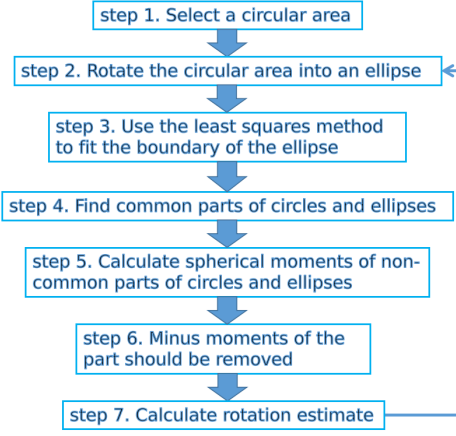 step 1. Select a circular area
step 2. Rotate the circular area into an ellipse
step 3. Use the least squares method
to fit the boundary of the ellipse
step 4. Find common parts of circles and ellipses
step 5. Calculate spherical moments of non-
common parts of circles and ellipses
step 6. Minus moments of the
part should be removed
step 7. Calculate rotation estimate